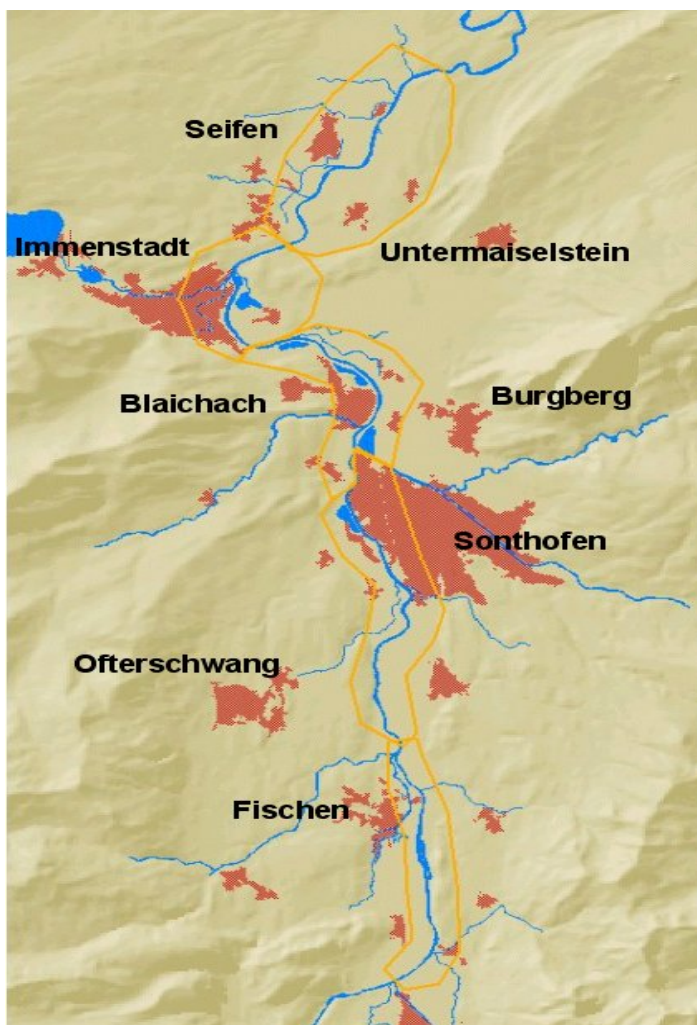 Seifen
Immenstadt
Untermaiselstein
Blaichach
Burgberg
Sonthofen
Ofterschwang
Fischen